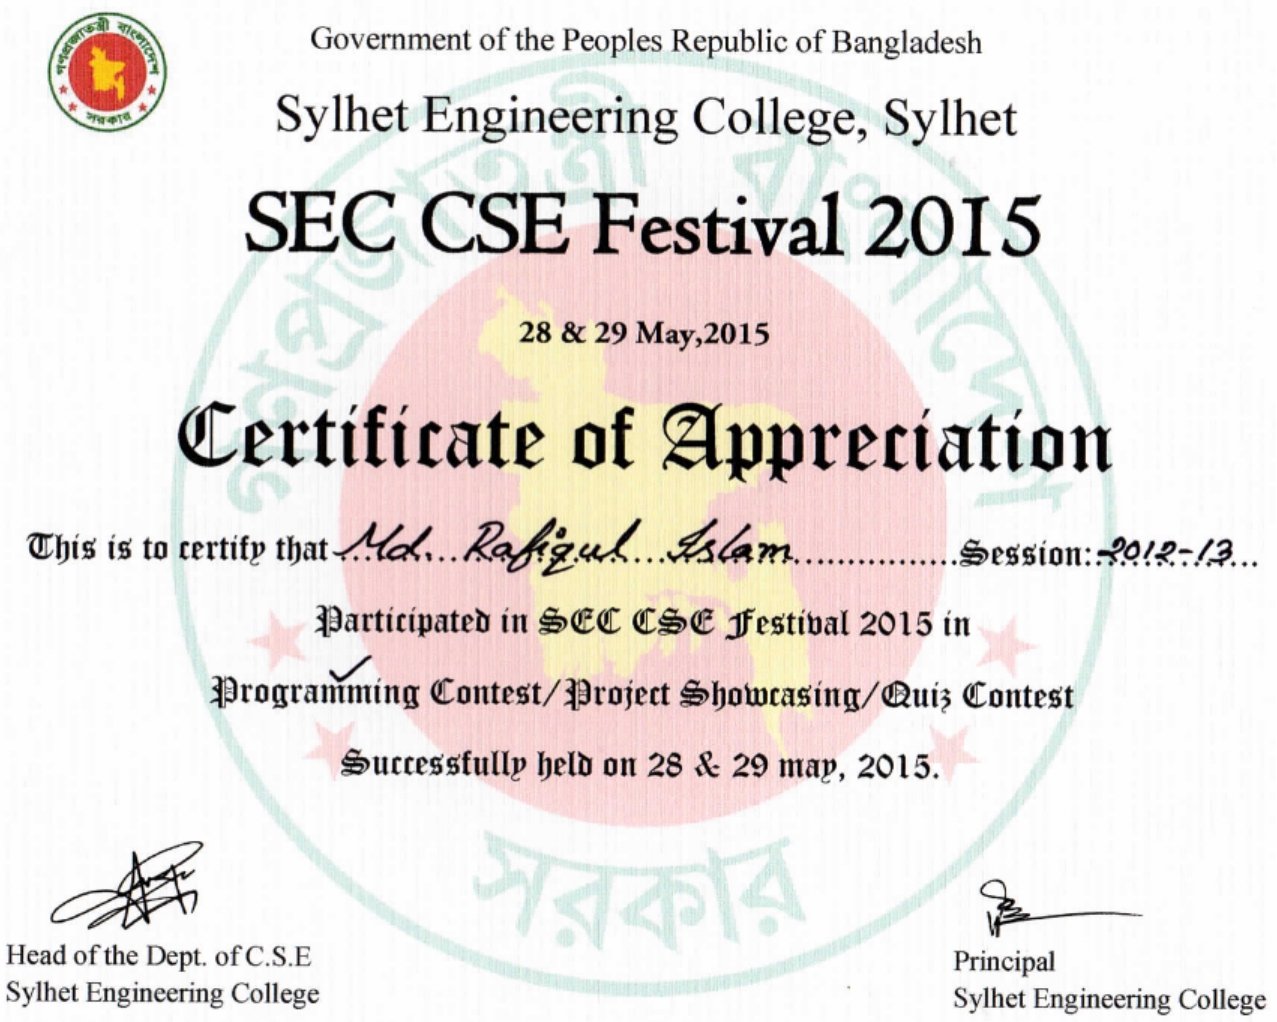 গণপ্রজাতন্ত্রী বাংলাদেশ
সরকার
Government of the Peoples Republic of Bangladesh
Sylhet Engineering College, Sylhet
SEC CSE Festival 2015
28 & 29 May,2015
Certificate of Appreciation
This is to certify that Md. Rafiqul Islam Session: 2012-13
Participated in SEC CSE Festival 2015 in
Programming Contest/Project Showcasing/Quiz Contest
Successfully held on 28 & 29 may, 2015.
গণপ্রজাতন্ত্রী বাংলাদেশ
সরকার
Head of the Dept. of C.S.E
Sylhet Engineering College
Principal
Sylhet Engineering College